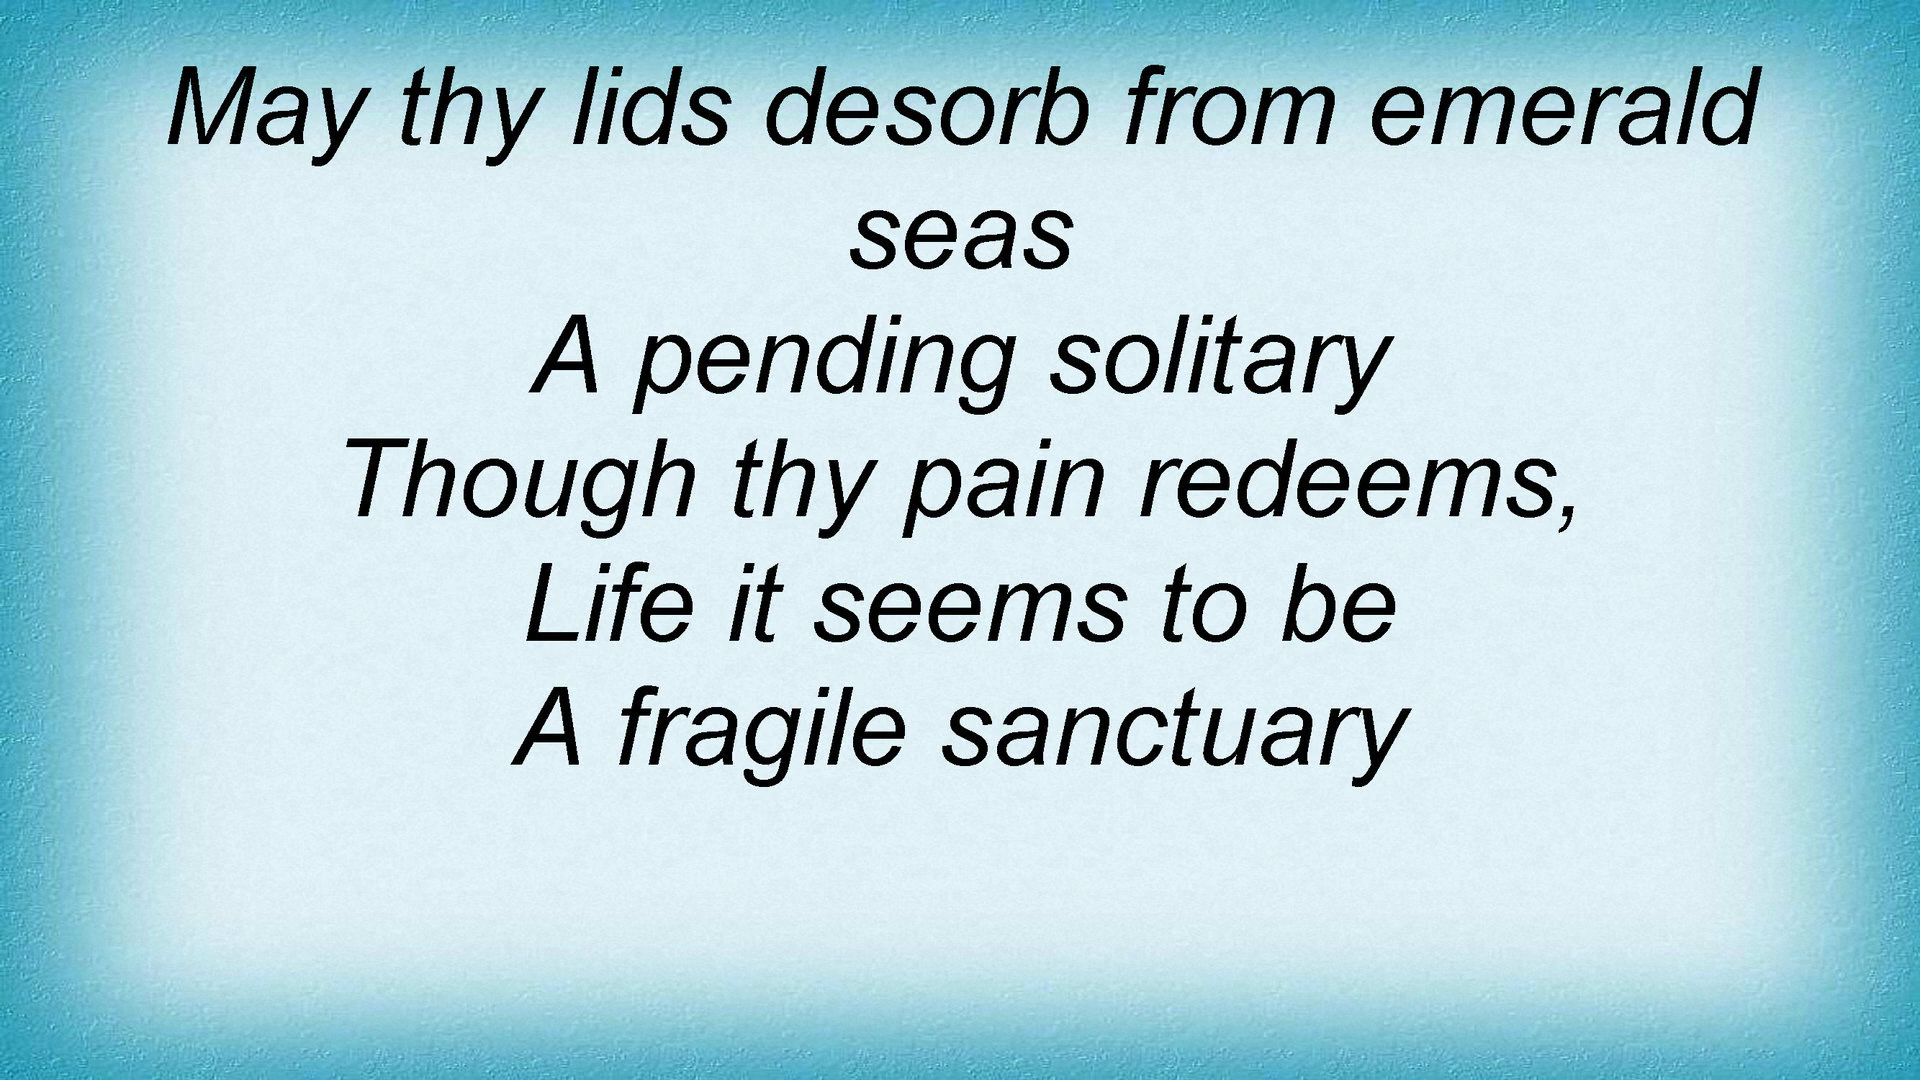 May thy lids desorb from emerald
seas
A pending solitary
Though thy pain redeems,
Life it seems to be
A fragile sanctuary